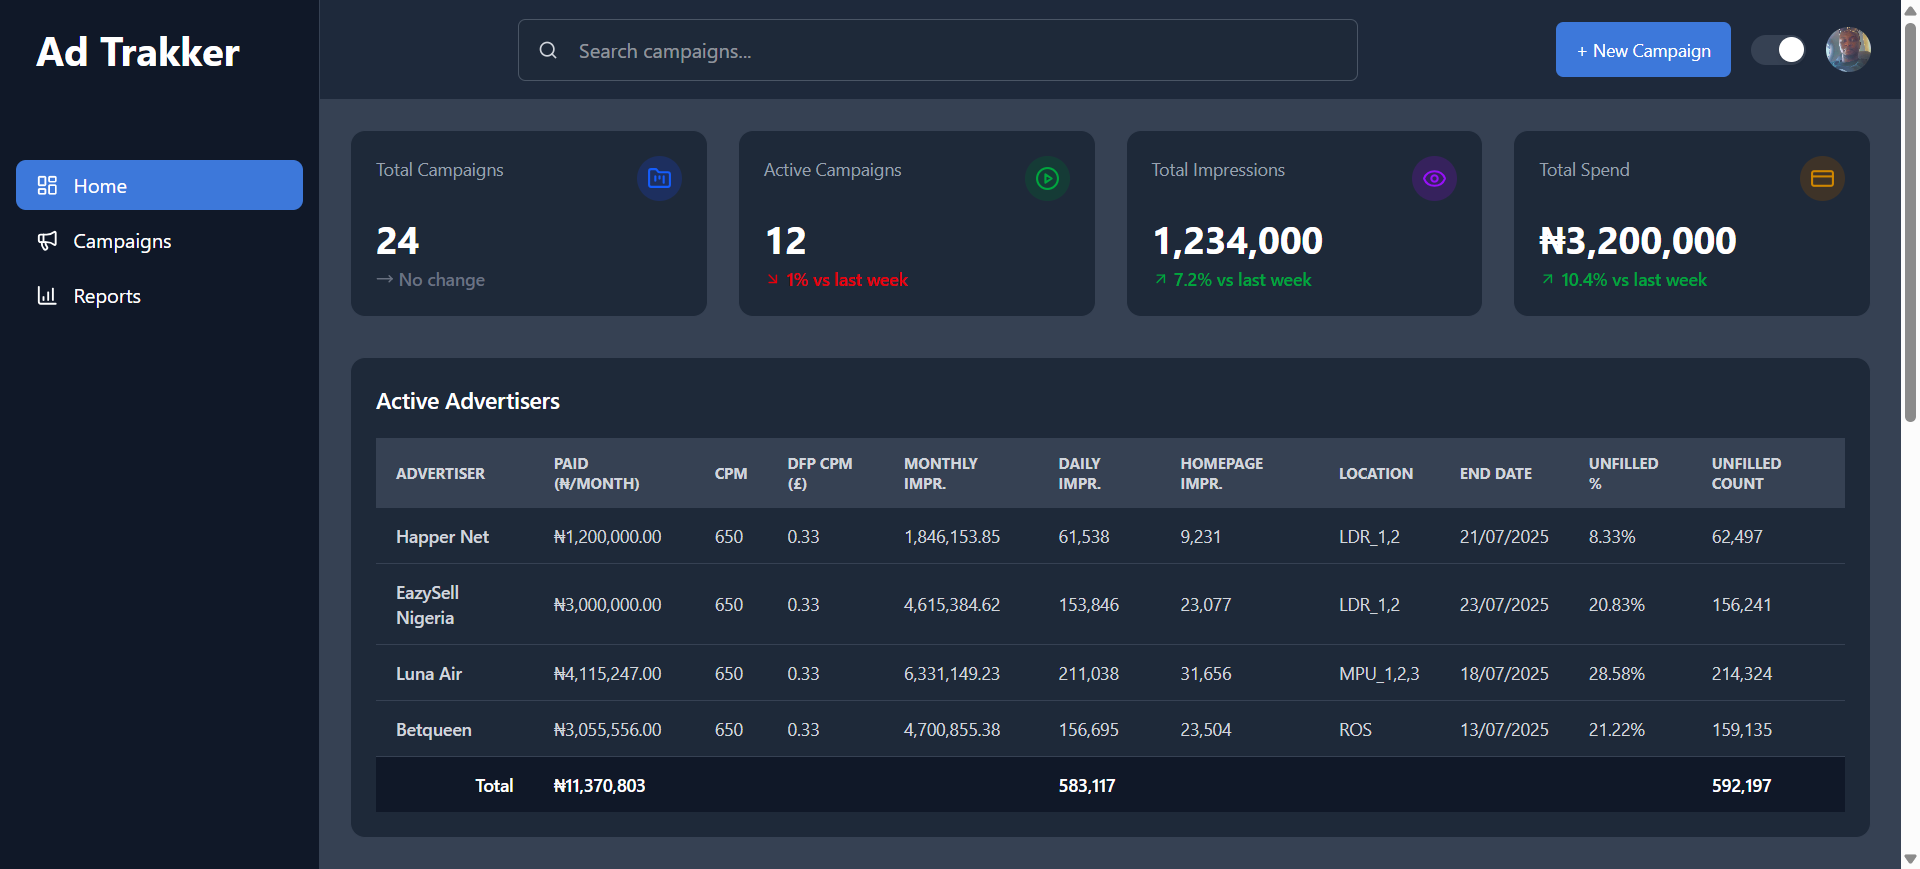 Ad Trakker
Search campaigns...
+ New Campaign
Home
Campaigns
Reports
Total Campaigns
24
→ No change
Active Campaigns
12
↘ 1% vs last week
Total Impressions
1,234,000
↗ 7.2% vs last week
Total Spend
₦3,200,000
↗ 10.4% vs last week
Active Advertisers
ADVERTISER PAID (₦/MONTH) CPM DFP CPM (£) MONTHLY IMPR. DAILY IMPR. HOMEPAGE IMPR. LOCATION END DATE UNFILLED % UNFILLED COUNT
Happer Net ₦1,200,000.00 650 0.33 1,846,153.85 61,538 9,231 LDR_1,2 21/07/2025 8.33% 62,497
EazySell Nigeria ₦3,000,000.00 650 0.33 4,615,384.62 153,846 23,077 LDR_1,2 23/07/2025 20.83% 156,241
Luna Air ₦4,115,247.00 650 0.33 6,331,149.23 211,038 31,656 MPU_1,2,3 18/07/2025 28.58% 214,324
Betqueen ₦3,055,556.00 650 0.33 4,700,855.38 156,695 23,504 ROS 13/07/2025 21.22% 159,135
Total ₦11,370,803 583,117 592,197